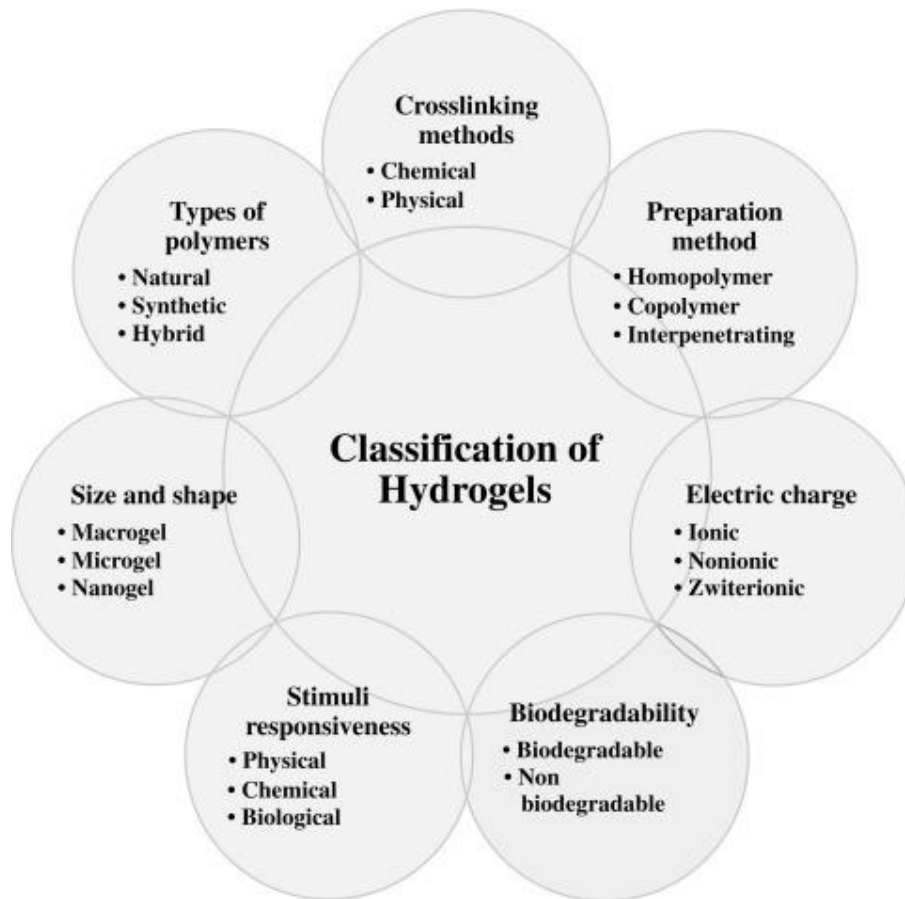 Crosslinking
methods
• Chemical
• Physical
Preparation
method
• Homopolymer
• Copolymer
• Interpenetrating
Electric charge
• Ionic
• Nonionic
• Zwiterionic
Biodegradability
• Biodegradable
• Non
biodegradable
Stimuli
responsiveness
• Physical
• Chemical
• Biological
Size and shape
• Macrogel
• Microgel
• Nanogel
Types of
polymers
• Natural
• Synthetic
• Hybrid
Classification of
Hydrogels